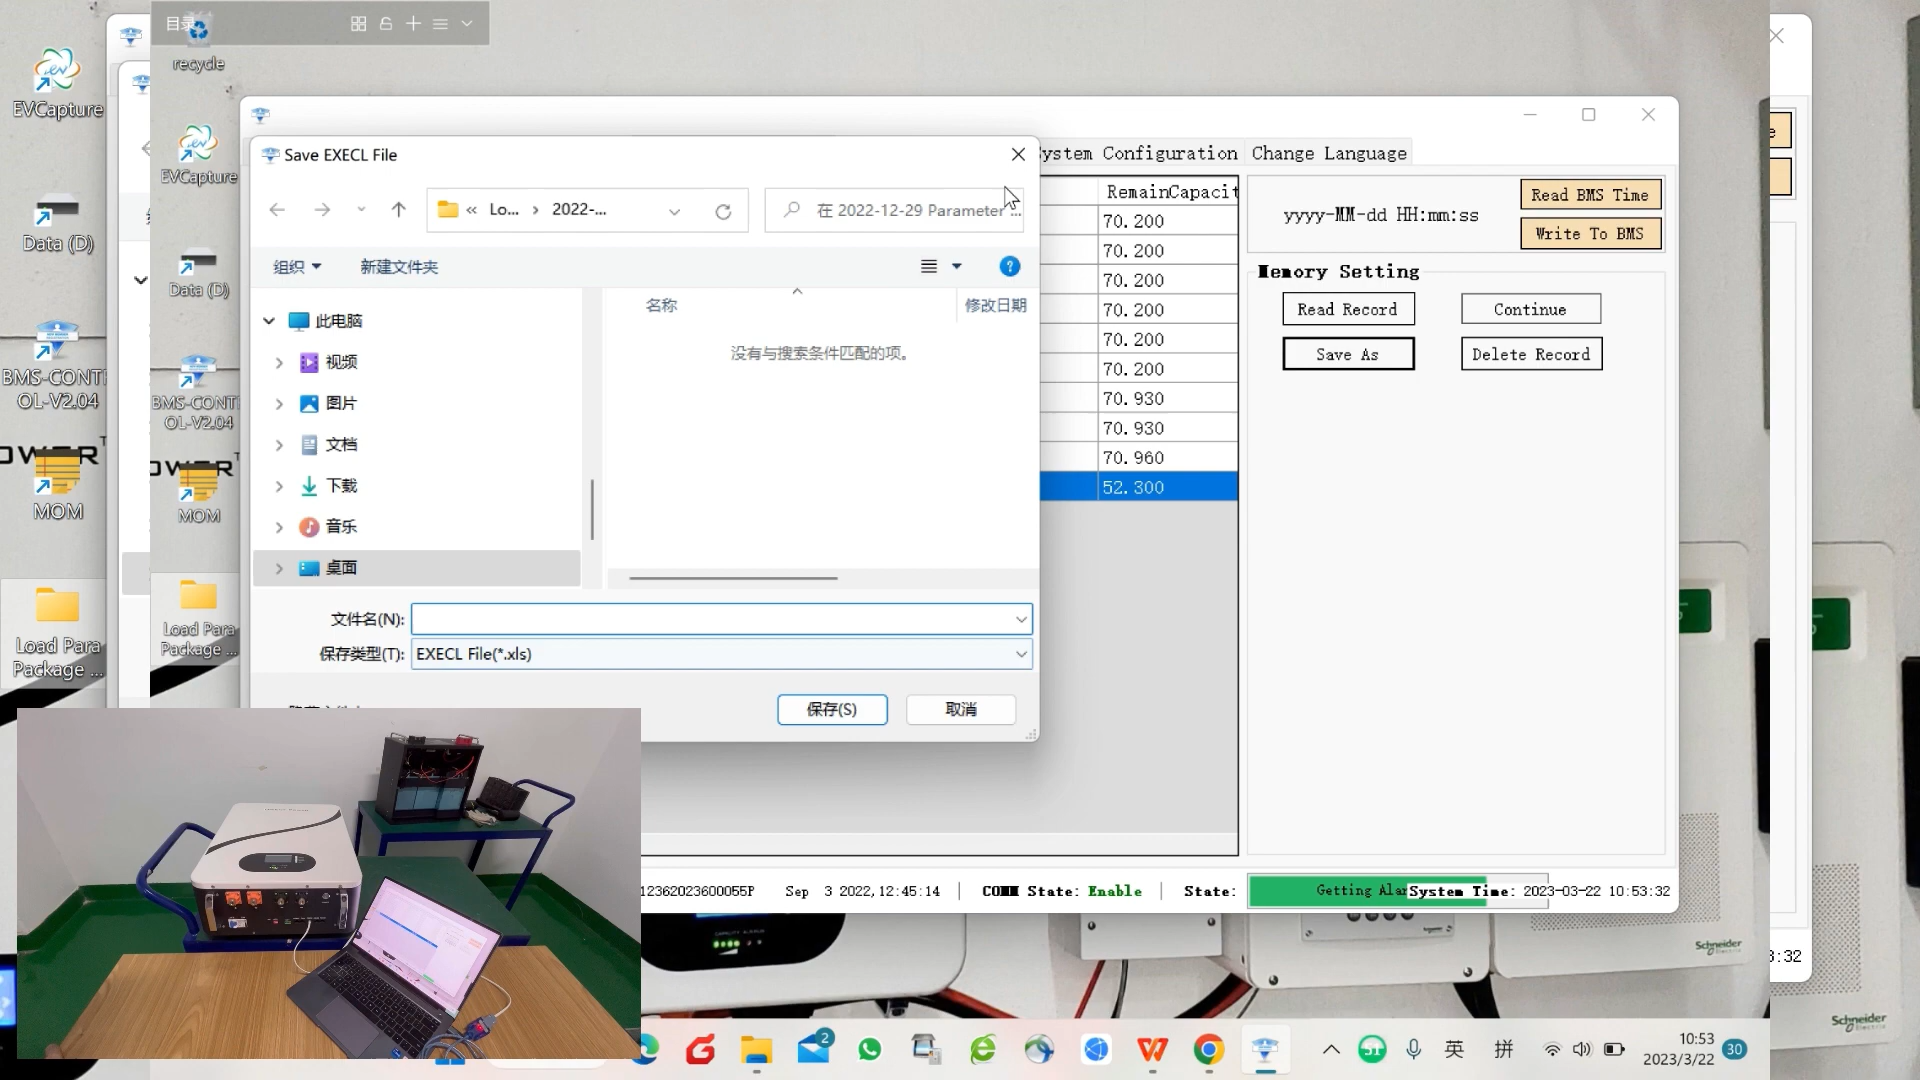 目录
recycle
EVCapture
EVCapture
Data (D)
Data (D)
BMS-CONT
OL-V2.04
BMS-CONT
OL-V2.04
OWER
OWER
MOM
MOM
Load Para
Package ...
Load Para
Package ...
Save EXECL File
« Lo... › 2022-...
在 2022-12-29 Parameter ...
组织
新建文件夹
名称
修改日期
此电脑
没有与搜索条件匹配的项。
视频
图片
文档
下载
音乐
桌面
文件名(N):
保存类型(T): EXECL File(*.xls)
保存(S)
取消
ystem Configuration
Change Language
RemainCapacit
70.200
70.200
70.200
70.200
70.200
70.200
70.930
70.930
70.960
52.300
yyyy-MM-dd HH:mm:ss
Read BMS Time
Write To BMS
Memory Setting
Read Record
Continue
Save As
Delete Record
12362023600055P
Sep 3 2022,12:45:14
COMM State: Enable
State:
Getting Alar
System Time: 2023-03-22 10:53:32
3:32
Schneider
Electric
Schneider
Electric
2
英
拼
10:53
2023/3/22
30